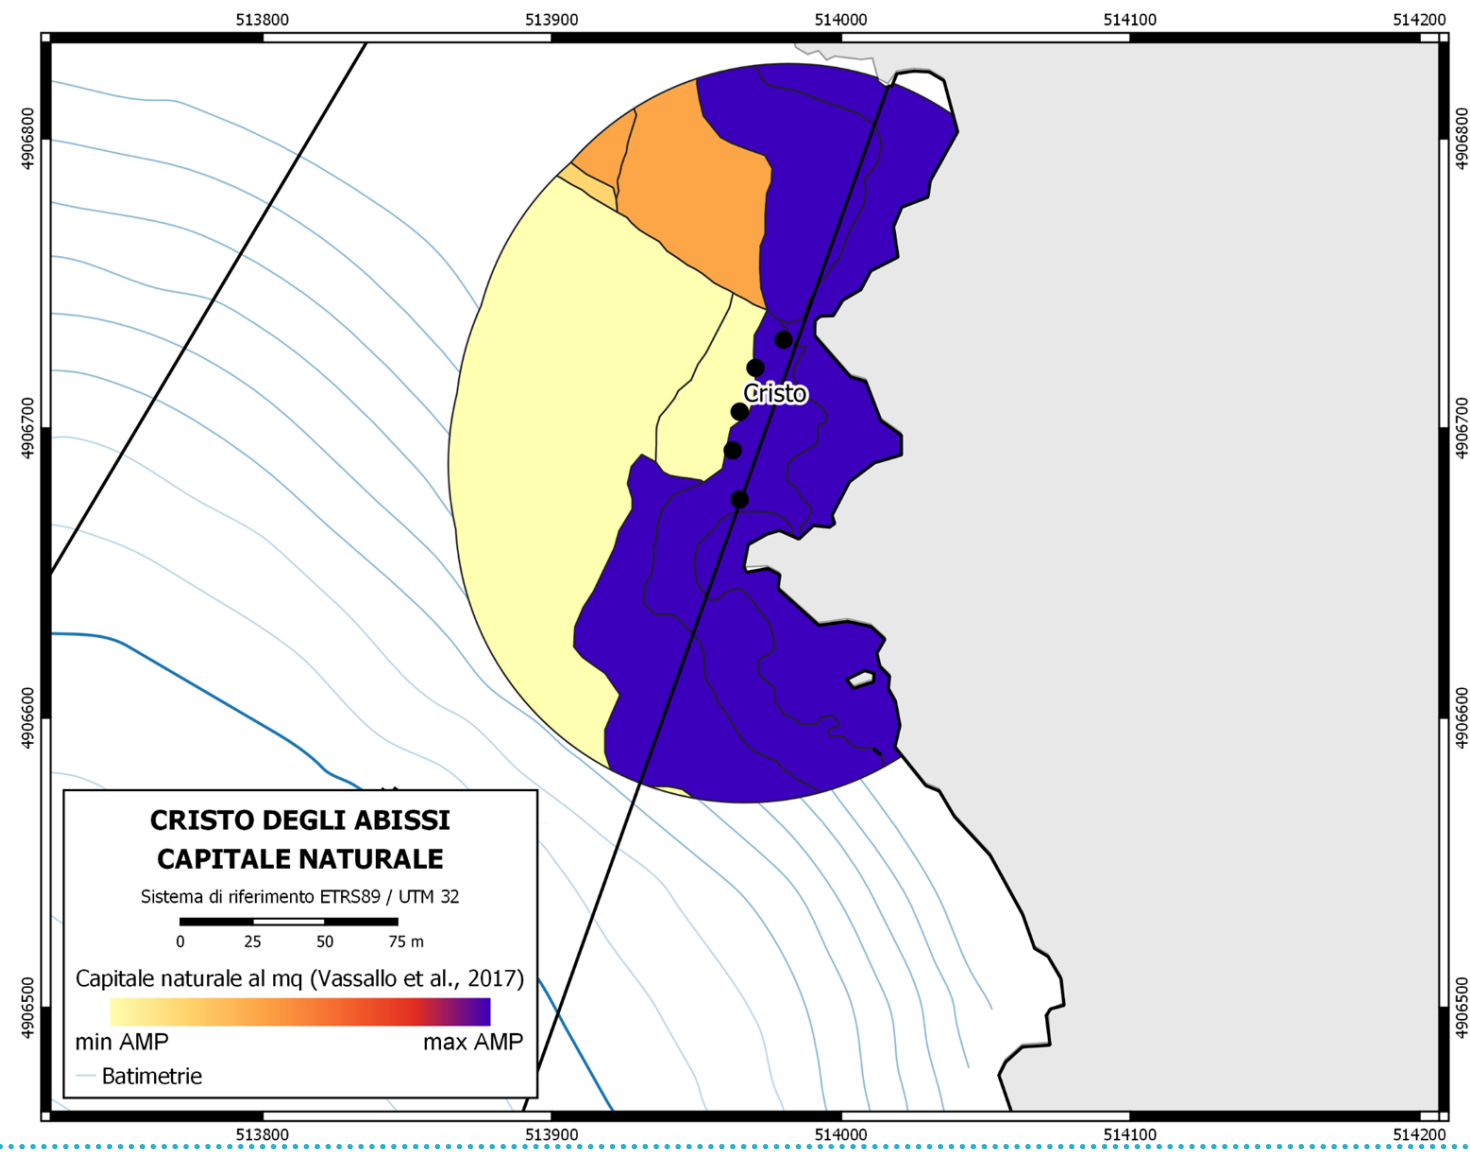 513800 513900 514000 514100 514200
4906800 4906800
Cristo
4906700 4906700
4906600 4906600
CRISTO DEGLI ABISSI
CAPITALE NATURALE
Sistema di riferimento ETRS89 / UTM 32
0 25 50 75 m
Capitale naturale al mq (Vassallo et al., 2017)
4906500 4906500
min AMP max AMP
Batimetrie
513800 513900 514000 514100 514200